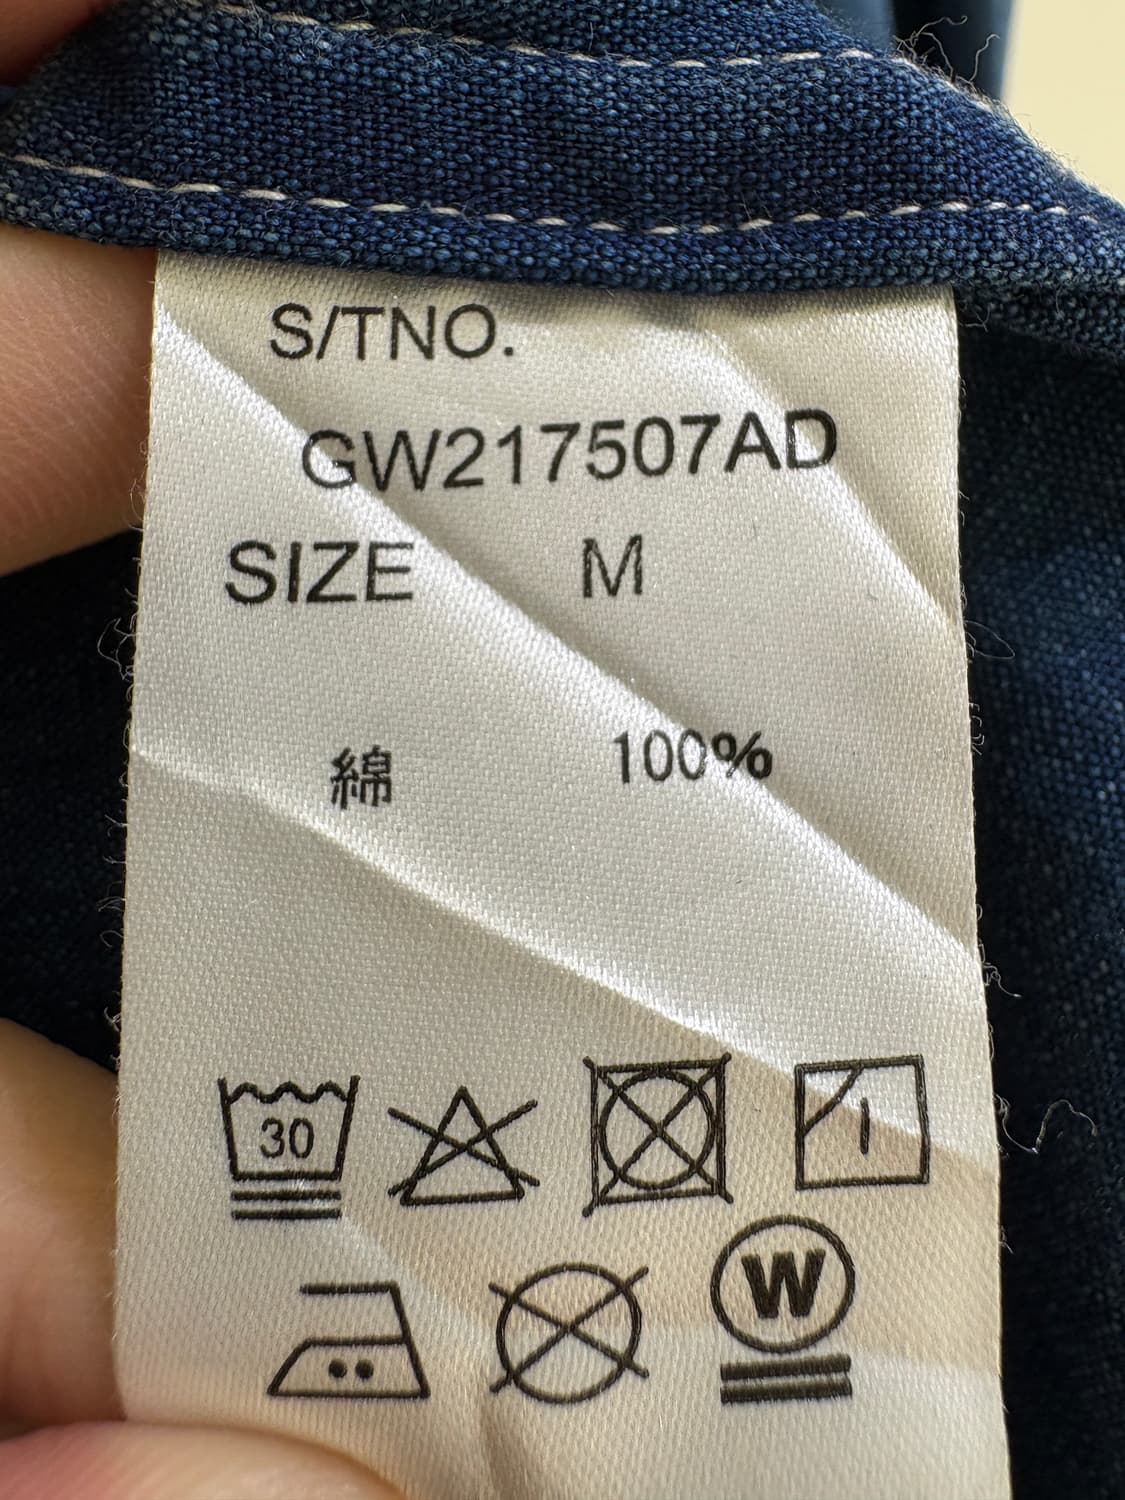 S/TNO.
GW217507AD
SIZE M
綿 100%
30
W